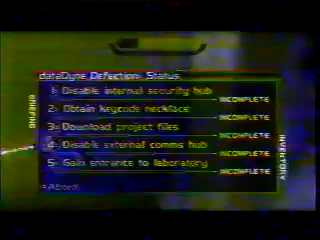 dataDyne Defection: Status
1: Disable internal security hub
INCOMPLETE
2: Obtain keycode necklace
INCOMPLETE
3: Download project files
INCOMPLETE
4: Disable external comms hub
INCOMPLETE
5: Gain entrance to laboratory
INCOMPLETE
Abort
BRIEFING
INVENTORY